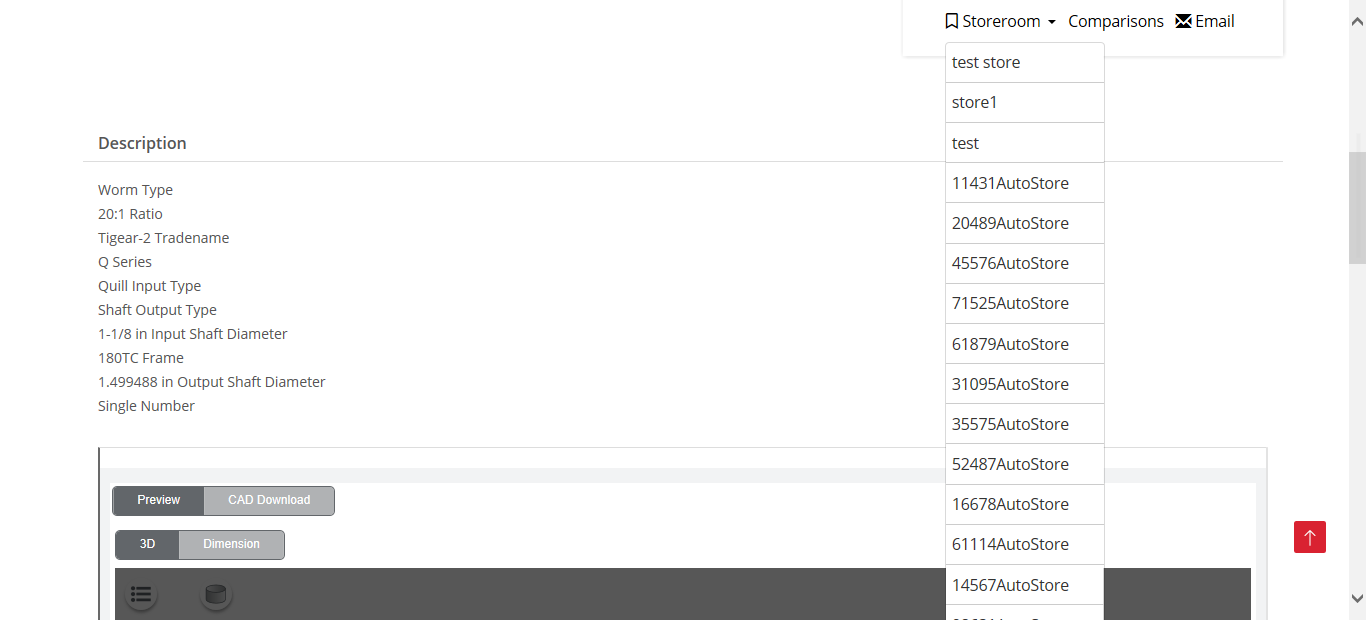 Storeroom Comparisons Email
test store
store1
test
11431AutoStore
20489AutoStore
45576AutoStore
71525AutoStore
61879AutoStore
31095AutoStore
35575AutoStore
52487AutoStore
16678AutoStore
61114AutoStore
14567AutoStore
Description
Worm Type
20:1 Ratio
Tigear-2 Tradename
Q Series
Quill Input Type
Shaft Output Type
1-1/8 in Input Shaft Diameter
180TC Frame
1.499488 in Output Shaft Diameter
Single Number
Preview CAD Download
3D Dimension